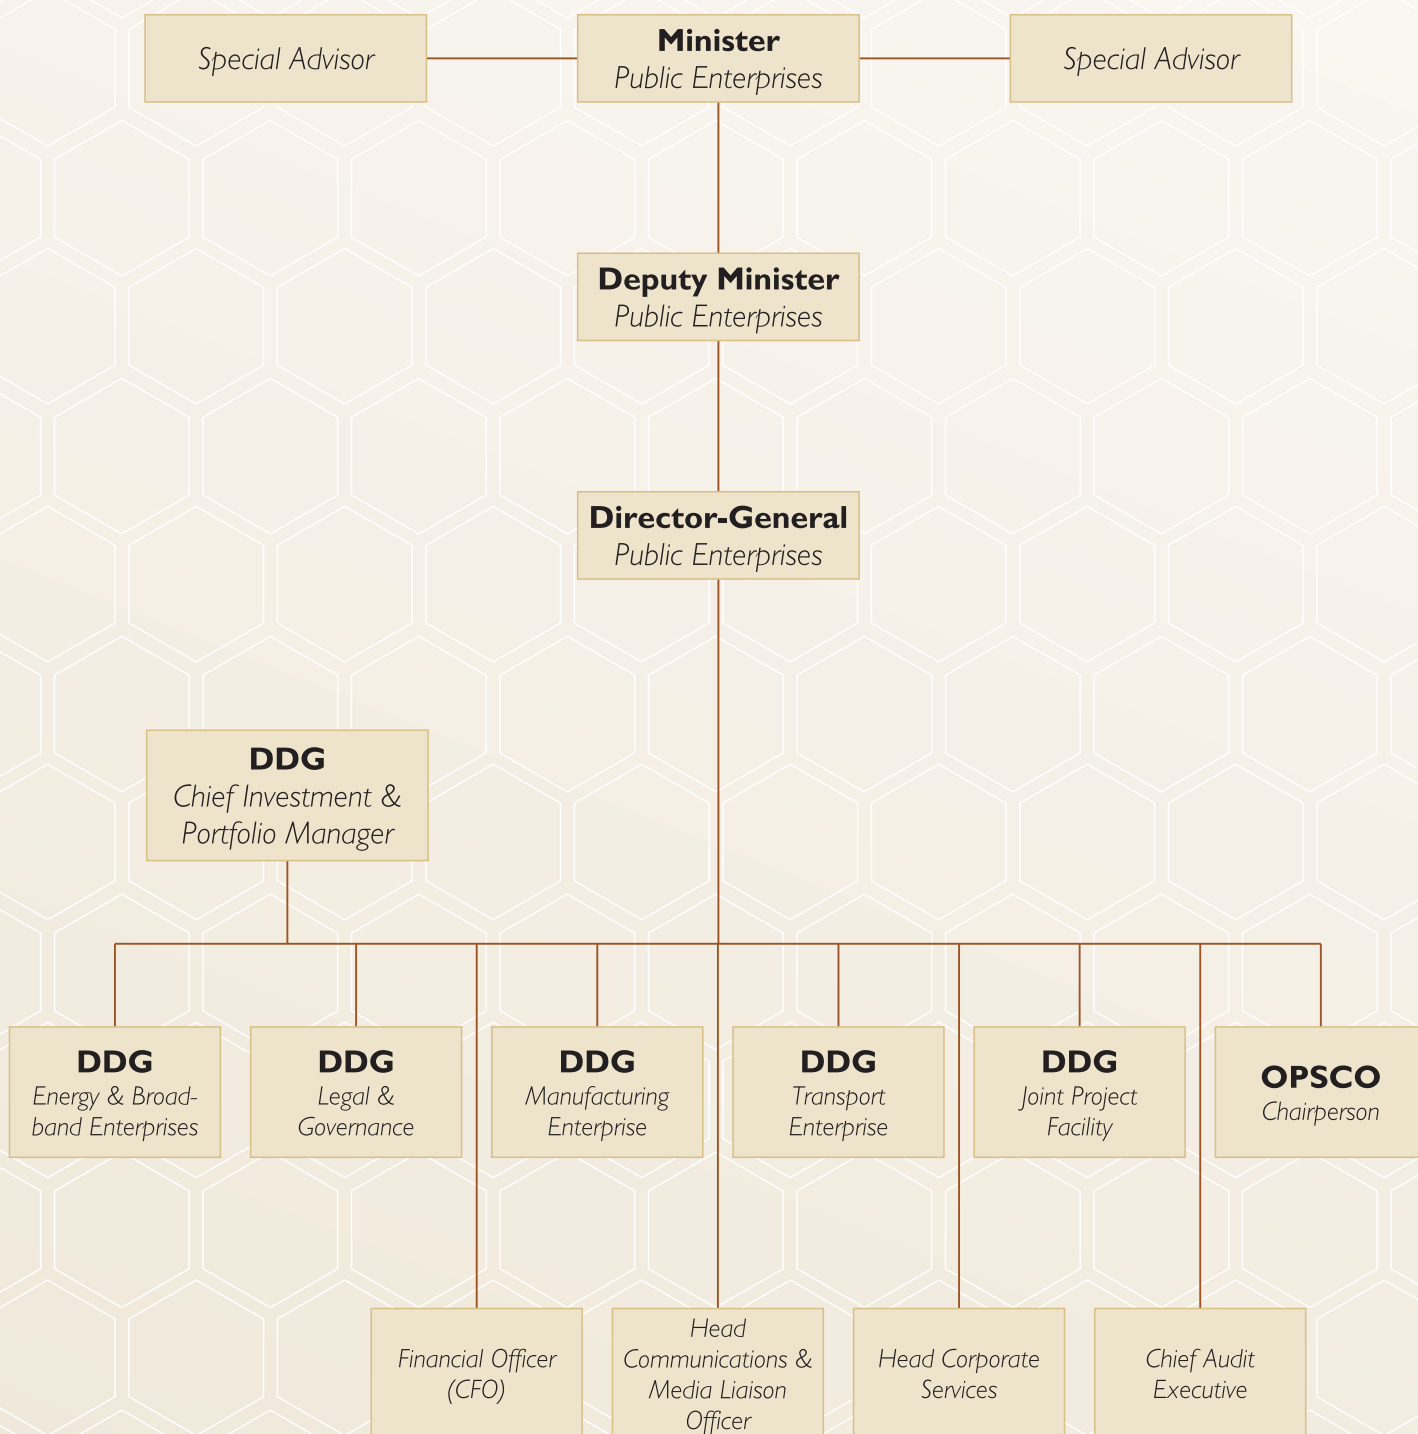 Special Advisor
Minister
Public Enterprises
Special Advisor
Deputy Minister
Public Enterprises
Director-General
Public Enterprises
DDG
Chief Investment &
Portfolio Manager
DDG
Energy & Broad-
band Enterprises
DDG
Legal &
Governance
DDG
Manufacturing
Enterprise
DDG
Transport
Enterprise
DDG
Joint Project
Facility
OPSCO
Chairperson
Financial Officer
(CFO)
Head
Communications &
Media Liaison
Officer
Head Corporate
Services
Chief Audit
Executive